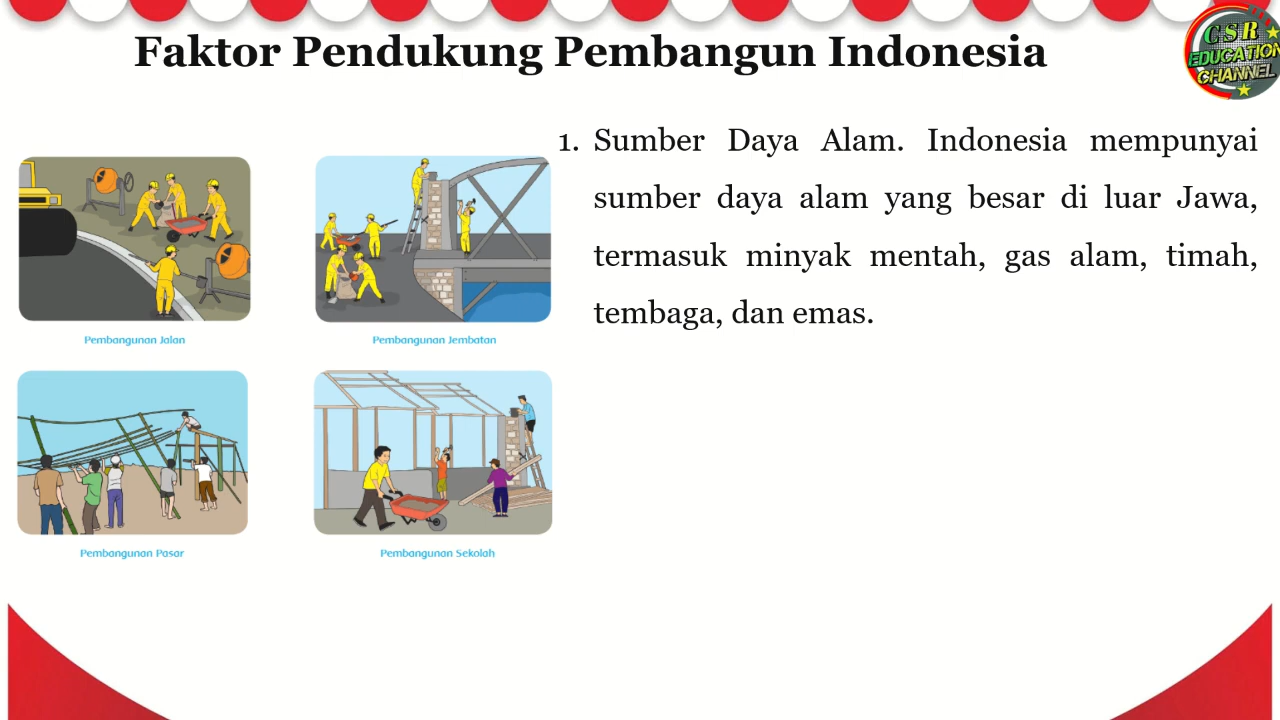 Faktor Pendukung Pembangun Indonesia
CSR
EDUCATION
CHANNEL
1. Sumber Daya Alam. Indonesia mempunyai
sumber daya alam yang besar di luar Jawa,
termasuk minyak mentah, gas alam, timah,
tembaga, dan emas.
Pembangunan Jalan
Pembangunan Jembatan
Pembangunan Pasar
Pembangunan Sekolah